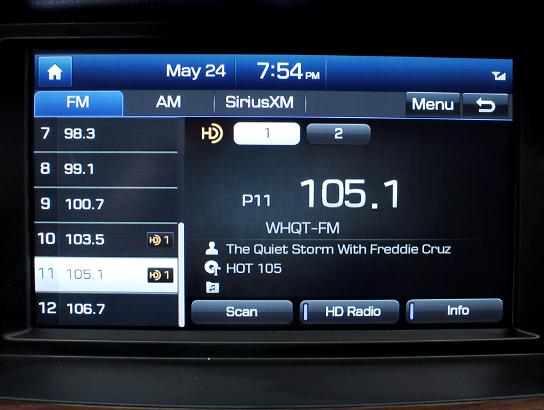 May 24 7:54 PM
FM AM SiriusXM Menu
7 98.3
8 99.1
9 100.7
10 103.5 HD 1
11 105.1 HD 1
12 106.7
HD 1 2
P11 105.1
WHQT-FM
The Quiet Storm With Freddie Cruz
HOT 105
Scan HD Radio Info